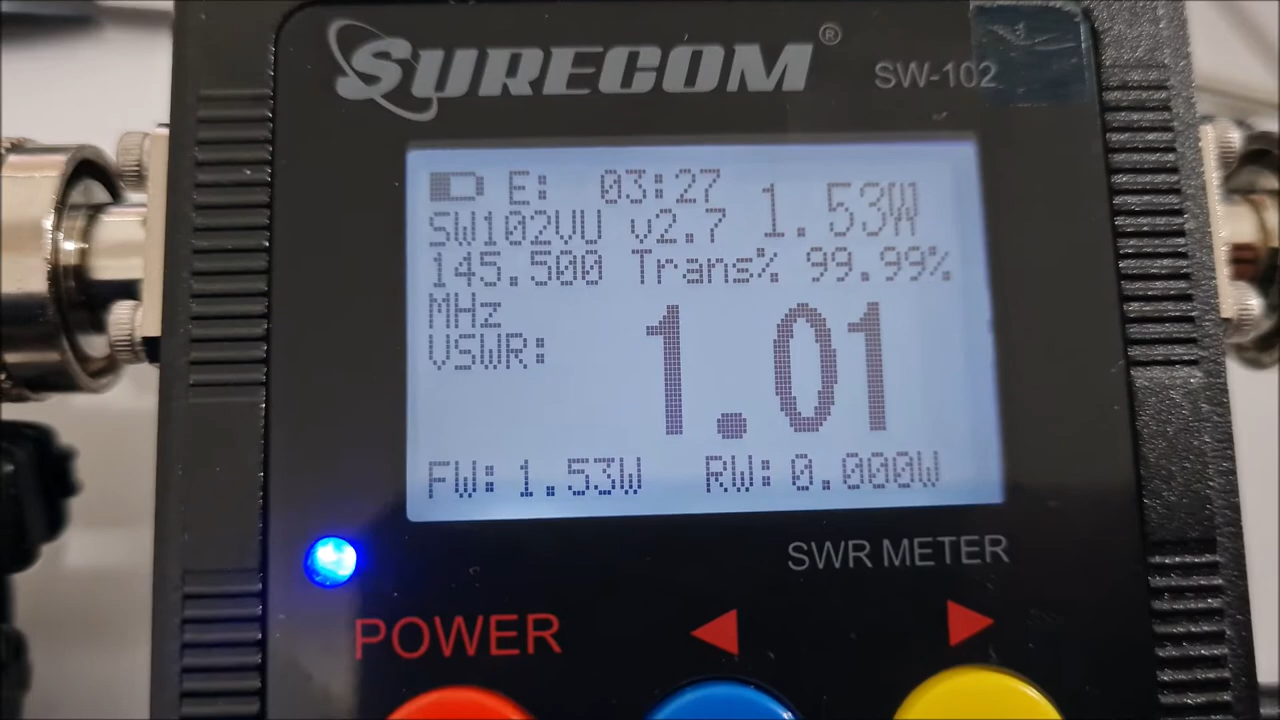 SURECOM®
SW-102
E: 03:27 1.53W
SW102VU v2.7
145.500 Trans% 99.99%
MHz
VSWR: 1.01
FW:1.53W RW:0.000W
SWR METER
POWER ◀ ▶